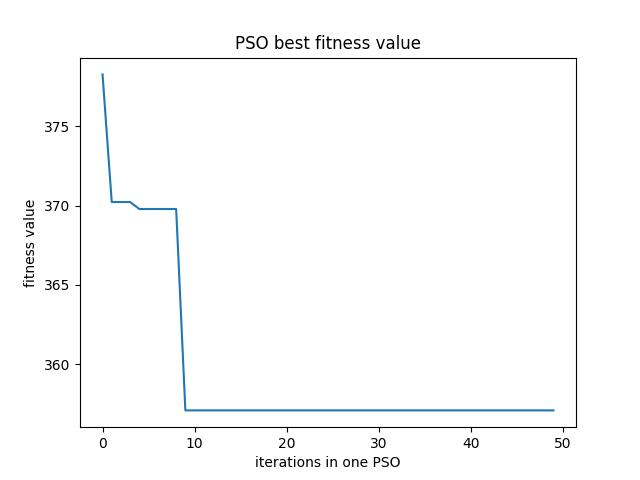 PSO best fitness value
fitness value
375
370
365
360
0 10 20 30 40 50
iterations in one PSO